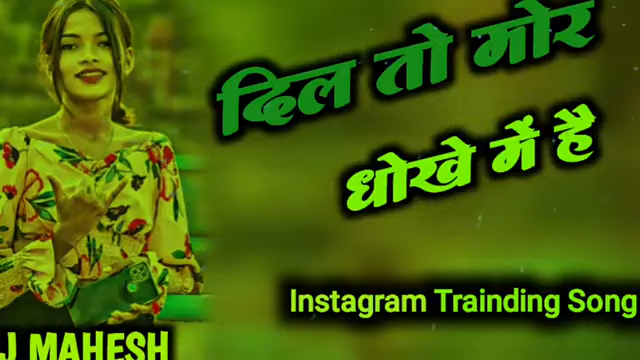 दिल तो मोर
धोखे में है
Instagram Trainding Song
J MAHESH